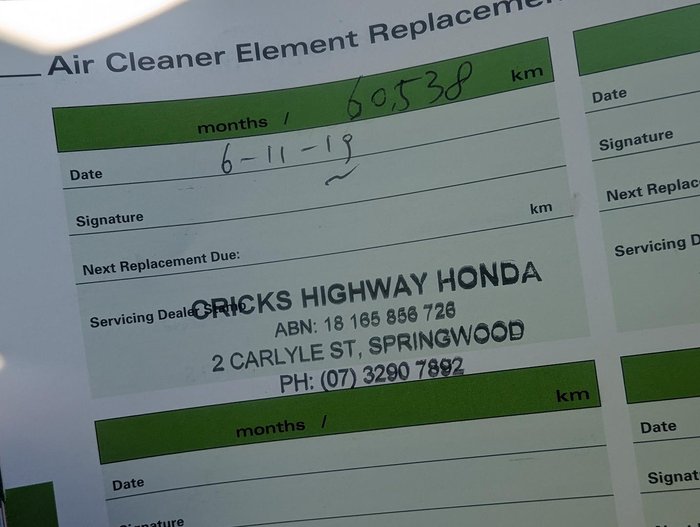 Air Cleaner Element Replaceme
months / 60,538 km
Date 6-11-19
Signature
Next Replacement Due: km
Servicing Dealer
CRICKS HIGHWAY HONDA
ABN: 18 165 856 726
2 CARLYLE ST, SPRINGWOOD
PH: (07) 3290 7892
months / km
Date
Signature
Date
Signature
Next Replac
Servicing D
Date
Signat